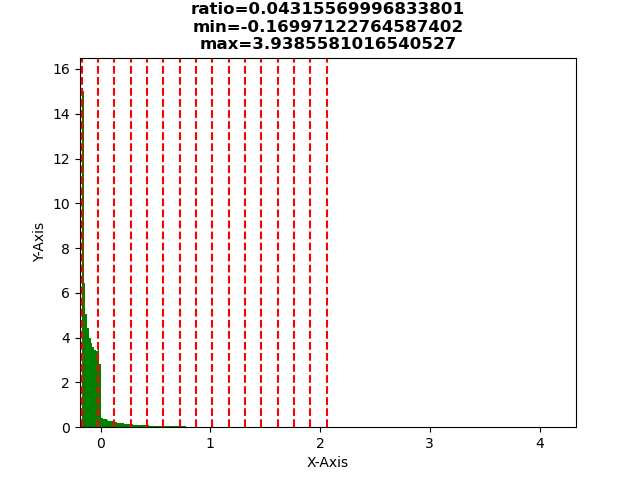 ratio=0.04315569996833801
min=-0.16997122764587402
max=3.9385581016540527
16
14
12
10
8
6
4
2
0
Y-Axis
0 1 2 3 4
X-Axis